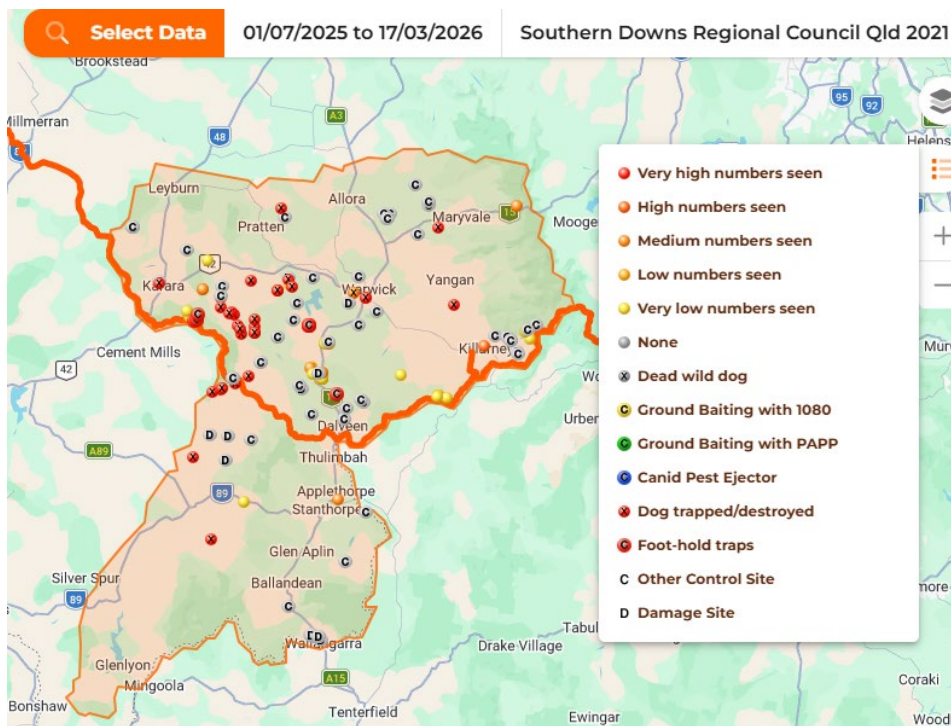 Select Data
01/07/2025 to 17/03/2026
Southern Downs Regional Council Qld 2021
Brookstead
Millmerran
95
92
A3
48
Helens
Leyburn
Allora
Pratten
Maryvale
15
Mooger
42
Karara
Warwick
Yangan
Cement Mills
Killarney
42
Dalveen
A89
Thulimbah
89
Applethorpe
Stanthorpe
Glen Aplin
Silver Spur
89
Ballandean
Wallangarra
Drake Village
Glenlyon
A15
Mingoola
Bonshaw
Tenterfield
Ewingar
Coraki
Very high numbers seen
High numbers seen
Medium numbers seen
Low numbers seen
Very low numbers seen
None
X Dead wild dog
C Ground Baiting with 1080
C Ground Baiting with PAPP
C Canid Pest Ejector
X Dog trapped/destroyed
C Foot-hold traps
C Other Control Site
D Damage Site